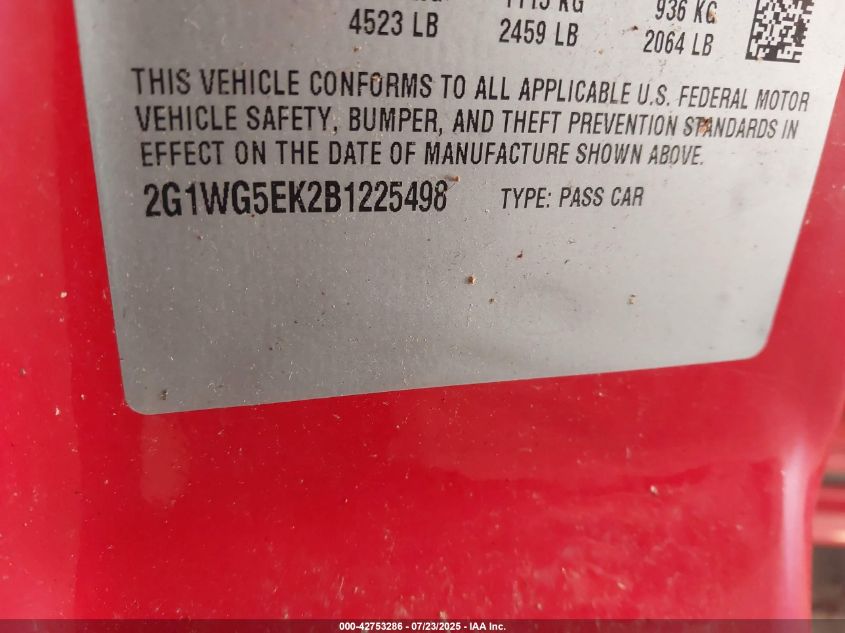 936 KG
4523 LB 2459 LB 2064 LB
THIS VEHICLE CONFORMS TO ALL APPLICABLE U.S. FEDERAL MOTOR
VEHICLE SAFETY, BUMPER, AND THEFT PREVENTION STANDARDS IN
EFFECT ON THE DATE OF MANUFACTURE SHOWN ABOVE.
2G1WG5EK2B1225498 TYPE: PASS CAR
000-42753286 - 07/23/2025 - IAA Inc.